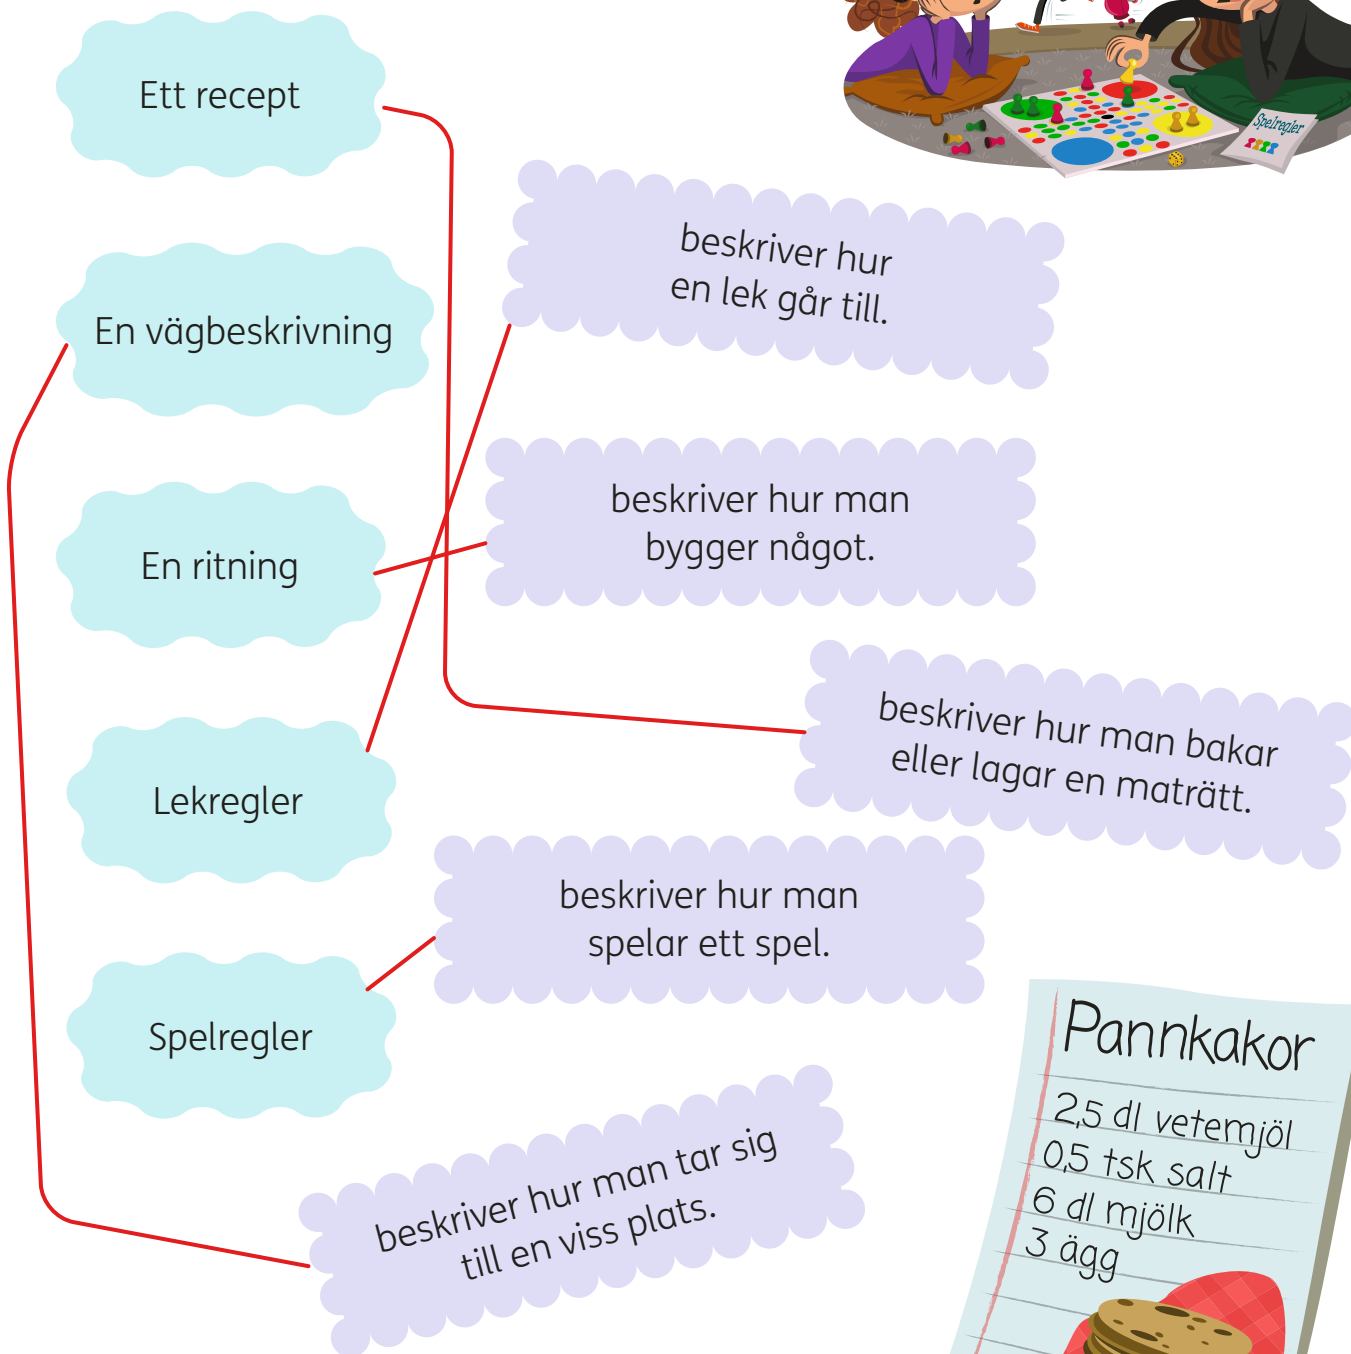 Spelregler
Ett recept
beskriver hur
en lek går till.
En vägbeskrivning
beskriver hur man
bygger något.
En ritning
beskriver hur man bakar
eller lagar en maträtt.
Lekregler
beskriver hur man
spelar ett spel.
Spelregler
beskriver hur man tar sig
till en viss plats.
Pannkakor
2,5 dl vetemjöl
0,5 tsk salt
6 dl mjölk
3 ägg